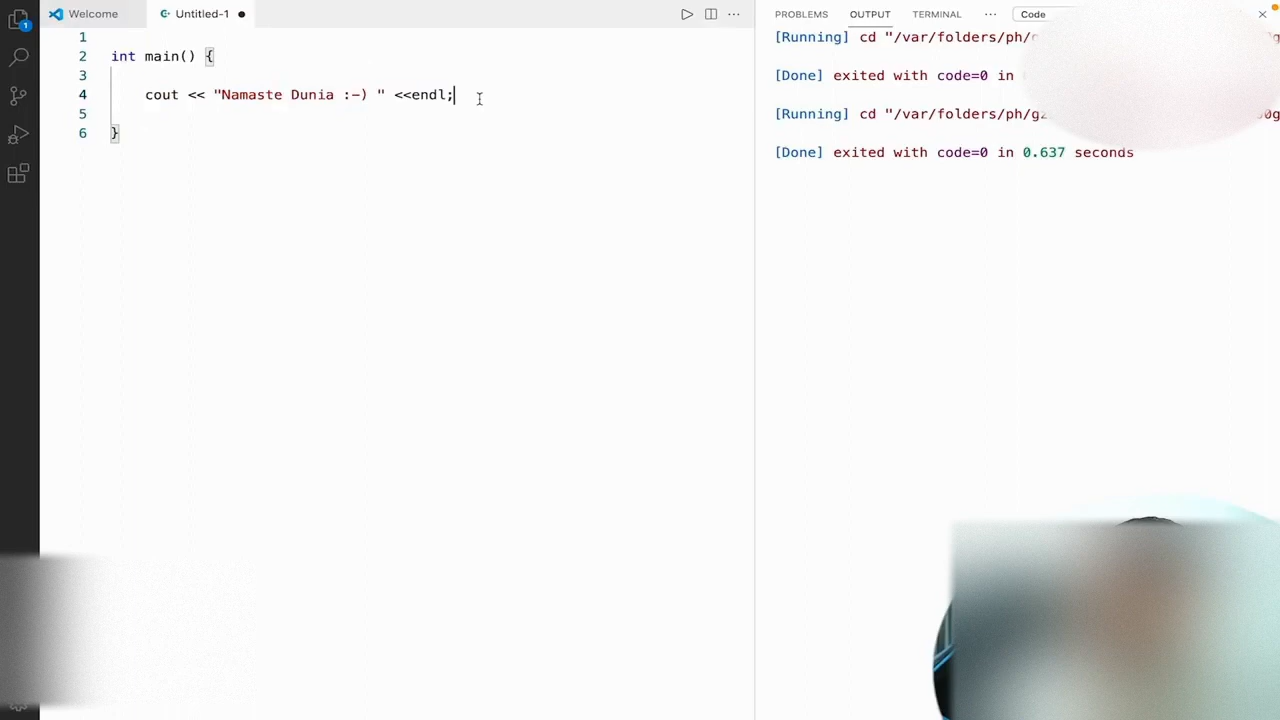 1
Welcome
Untitled-1
PROBLEMS OUTPUT TERMINAL ··· Code
1
2 int main() {
3
4 cout << "Namaste Dunia :-) " <<endl;
5
6 }
[Running] cd "/var/folders/ph/
[Done] exited with code=0 in
[Running] cd "/var/folders/ph/gz
[Done] exited with code=0 in 0.637 seconds